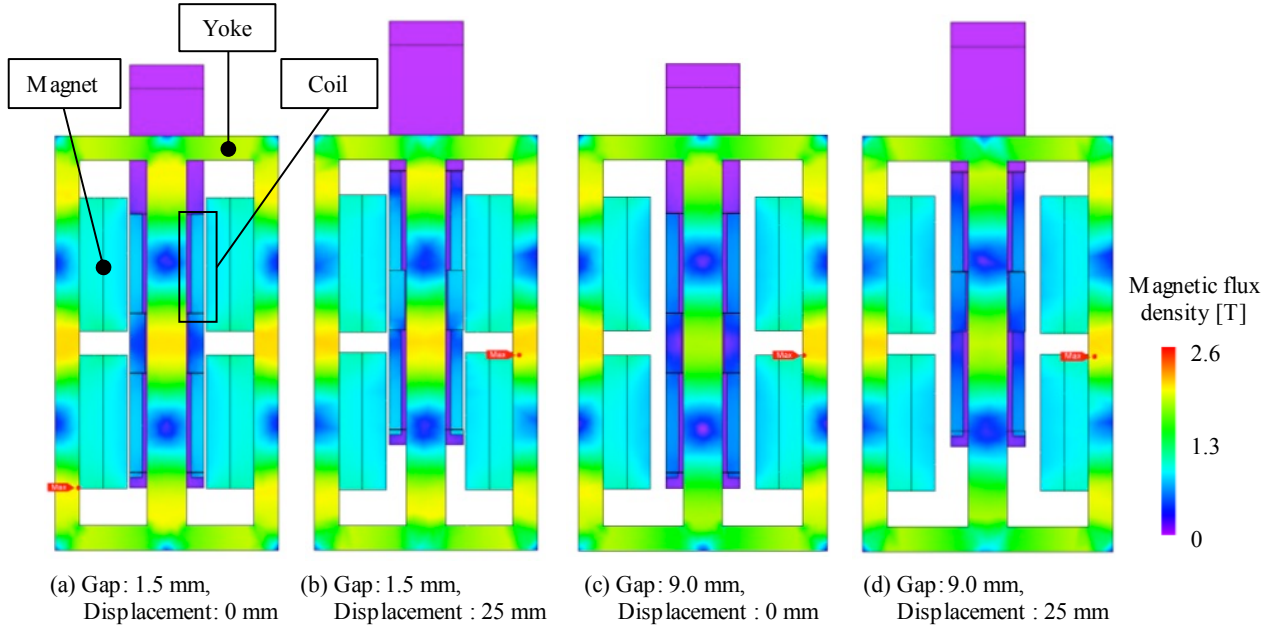 Yoke
Magnet
Coil
Max
Max
Max
Max
Magnetic flux
density [T]
2.6
1.3
0
(a) Gap: 1.5 mm,
Displacement: 0 mm
(b) Gap: 1.5 mm,
Displacement : 25 mm
(c) Gap: 9.0 mm,
Displacement : 0 mm
(d) Gap: 9.0 mm,
Displacement : 25 mm